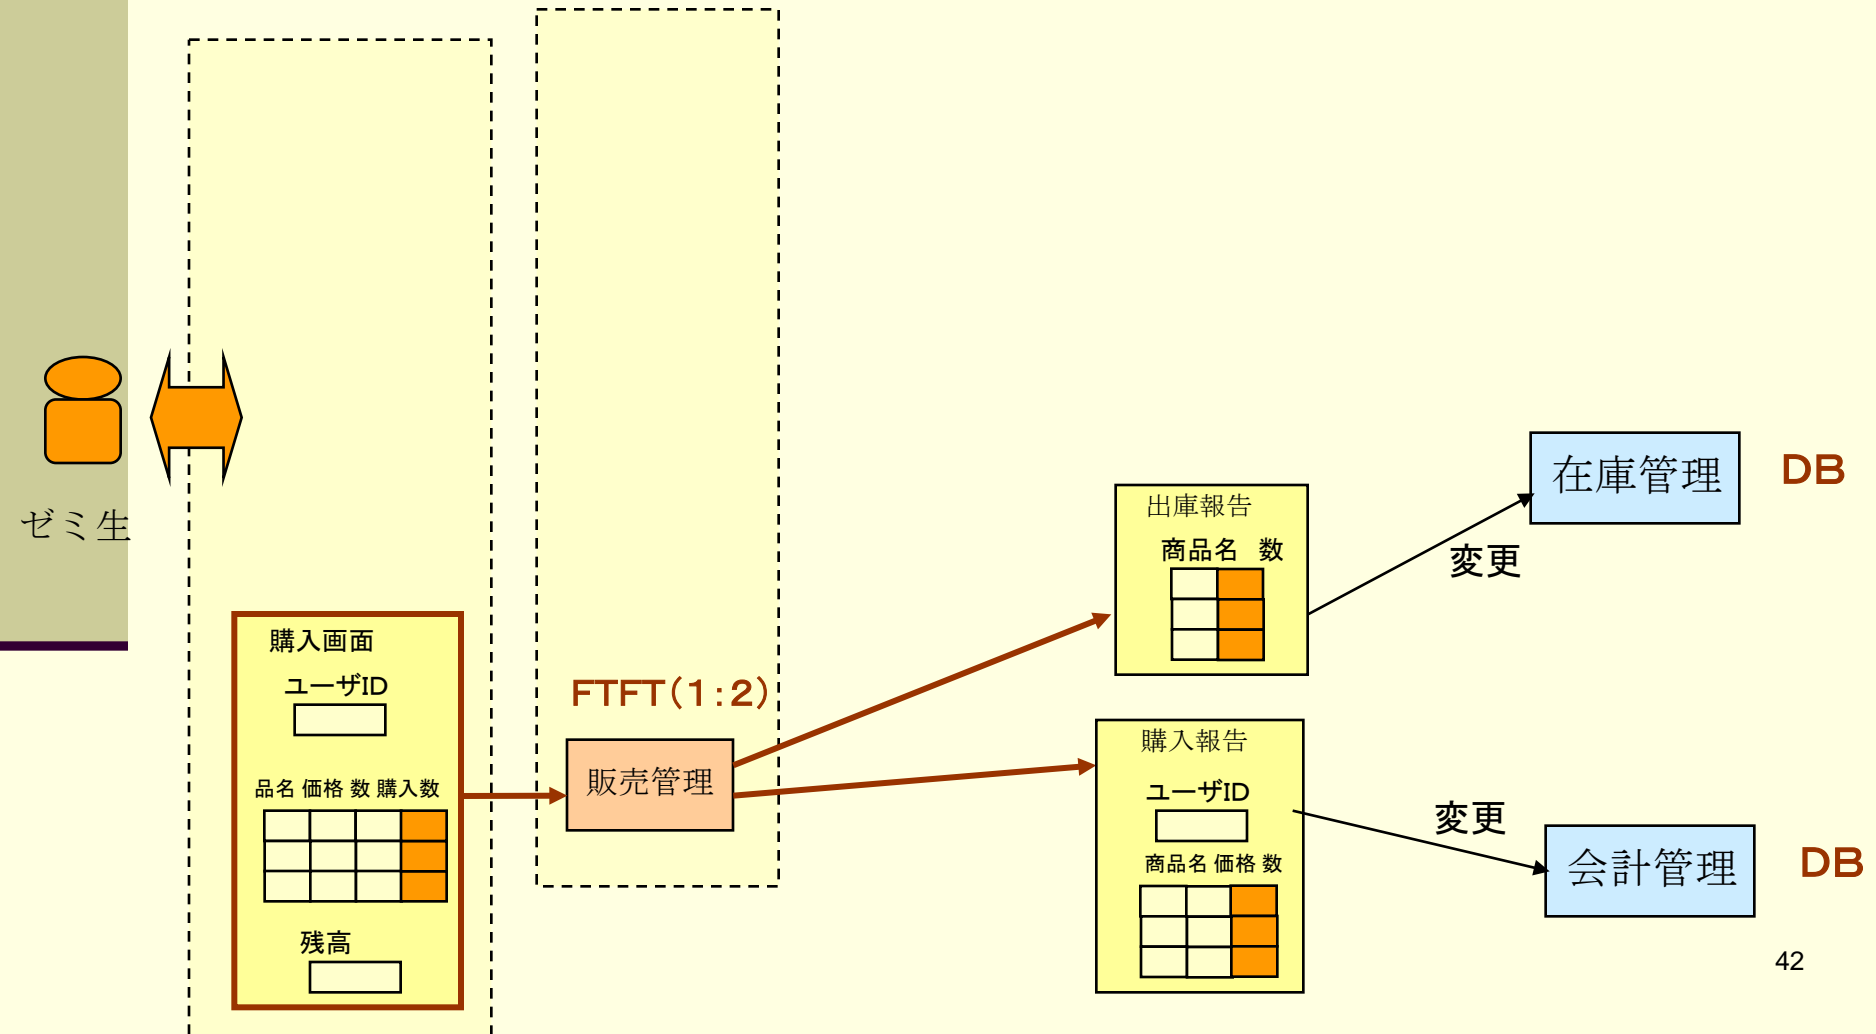 ゼミ生
購入画面
ユーザID
品名 価格 数 購入数
残高
FTFT(1:2)
販売管理
出庫報告
商品名 数
購入報告
ユーザID
商品名 価格 数
変更
在庫管理
DB
変更
会計管理
DB
42